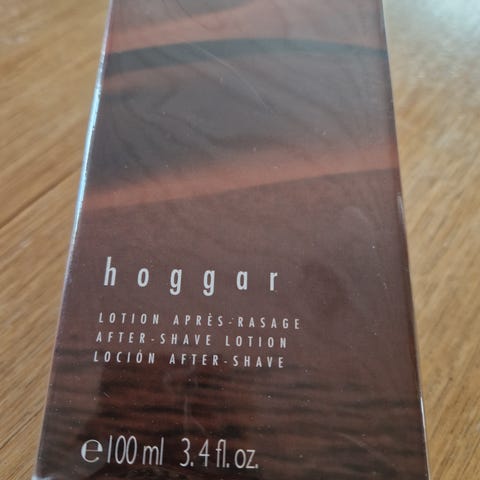 hoggar
LOTION APRÈS-RASAGE
AFTER-SHAVE LOTION
LOCIÓN AFTER-SHAVE
℮100 ml 3.4 fl. oz.